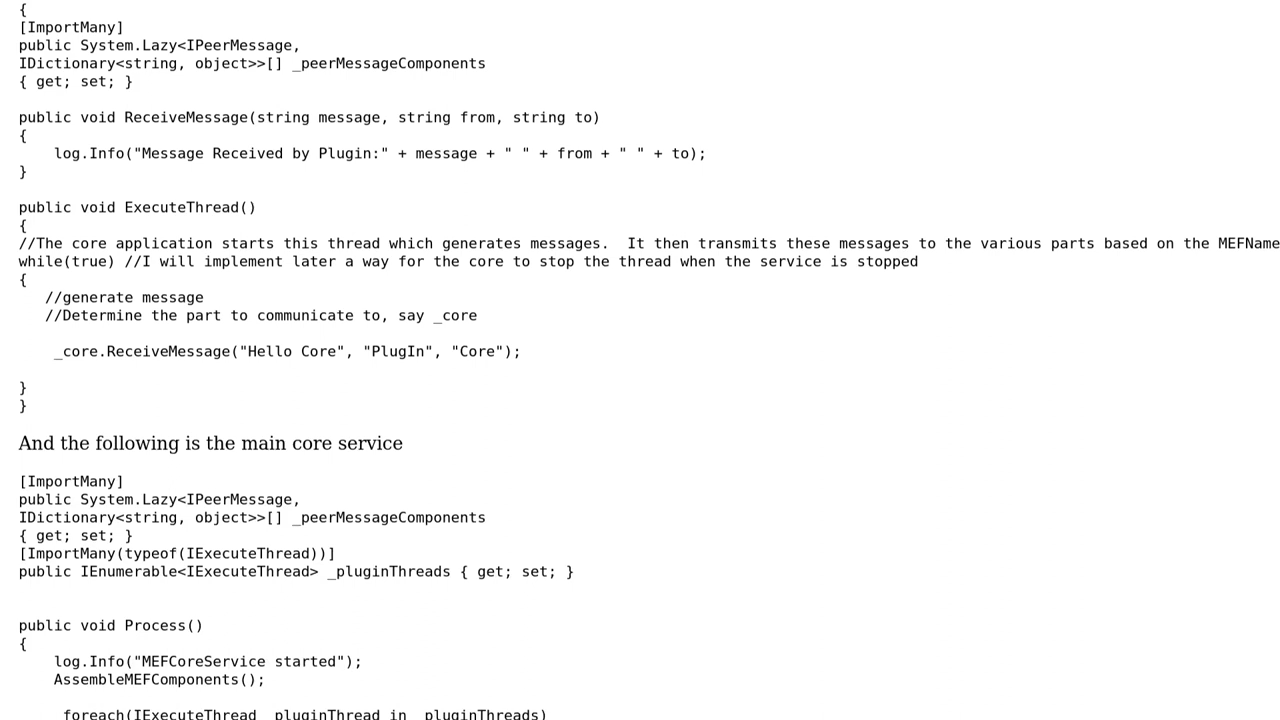 {
[ImportMany]
public System.Lazy<IPeerMessage,
IDictionary<string, object>>[] _peerMessageComponents
{ get; set; }
public void ReceiveMessage(string message, string from, string to)
{
    log.Info("Message Received by Plugin:" + message + " " + from + " " + to);
}
public void ExecuteThread()
{
//The core application starts this thread which generates messages.  It then transmits these messages to the various parts based on the MEFName
while(true) //I will implement later a way for the core to stop the thread when the service is stopped
{
   //generate message
   //Determine the part to communicate to, say _core
    _core.ReceiveMessage("Hello Core", "PlugIn", "Core");
}
}
And the following is the main core service
[ImportMany]
public System.Lazy<IPeerMessage,
IDictionary<string, object>>[] _peerMessageComponents
{ get; set; }
[ImportMany(typeof(IExecuteThread))]
public IEnumerable<IExecuteThread> _pluginThreads { get; set; }
public void Process()
{
    log.Info("MEFCoreService started");
    AssembleMEFComponents();
     foreach(IExecuteThread _pluginThread in _pluginThreads)